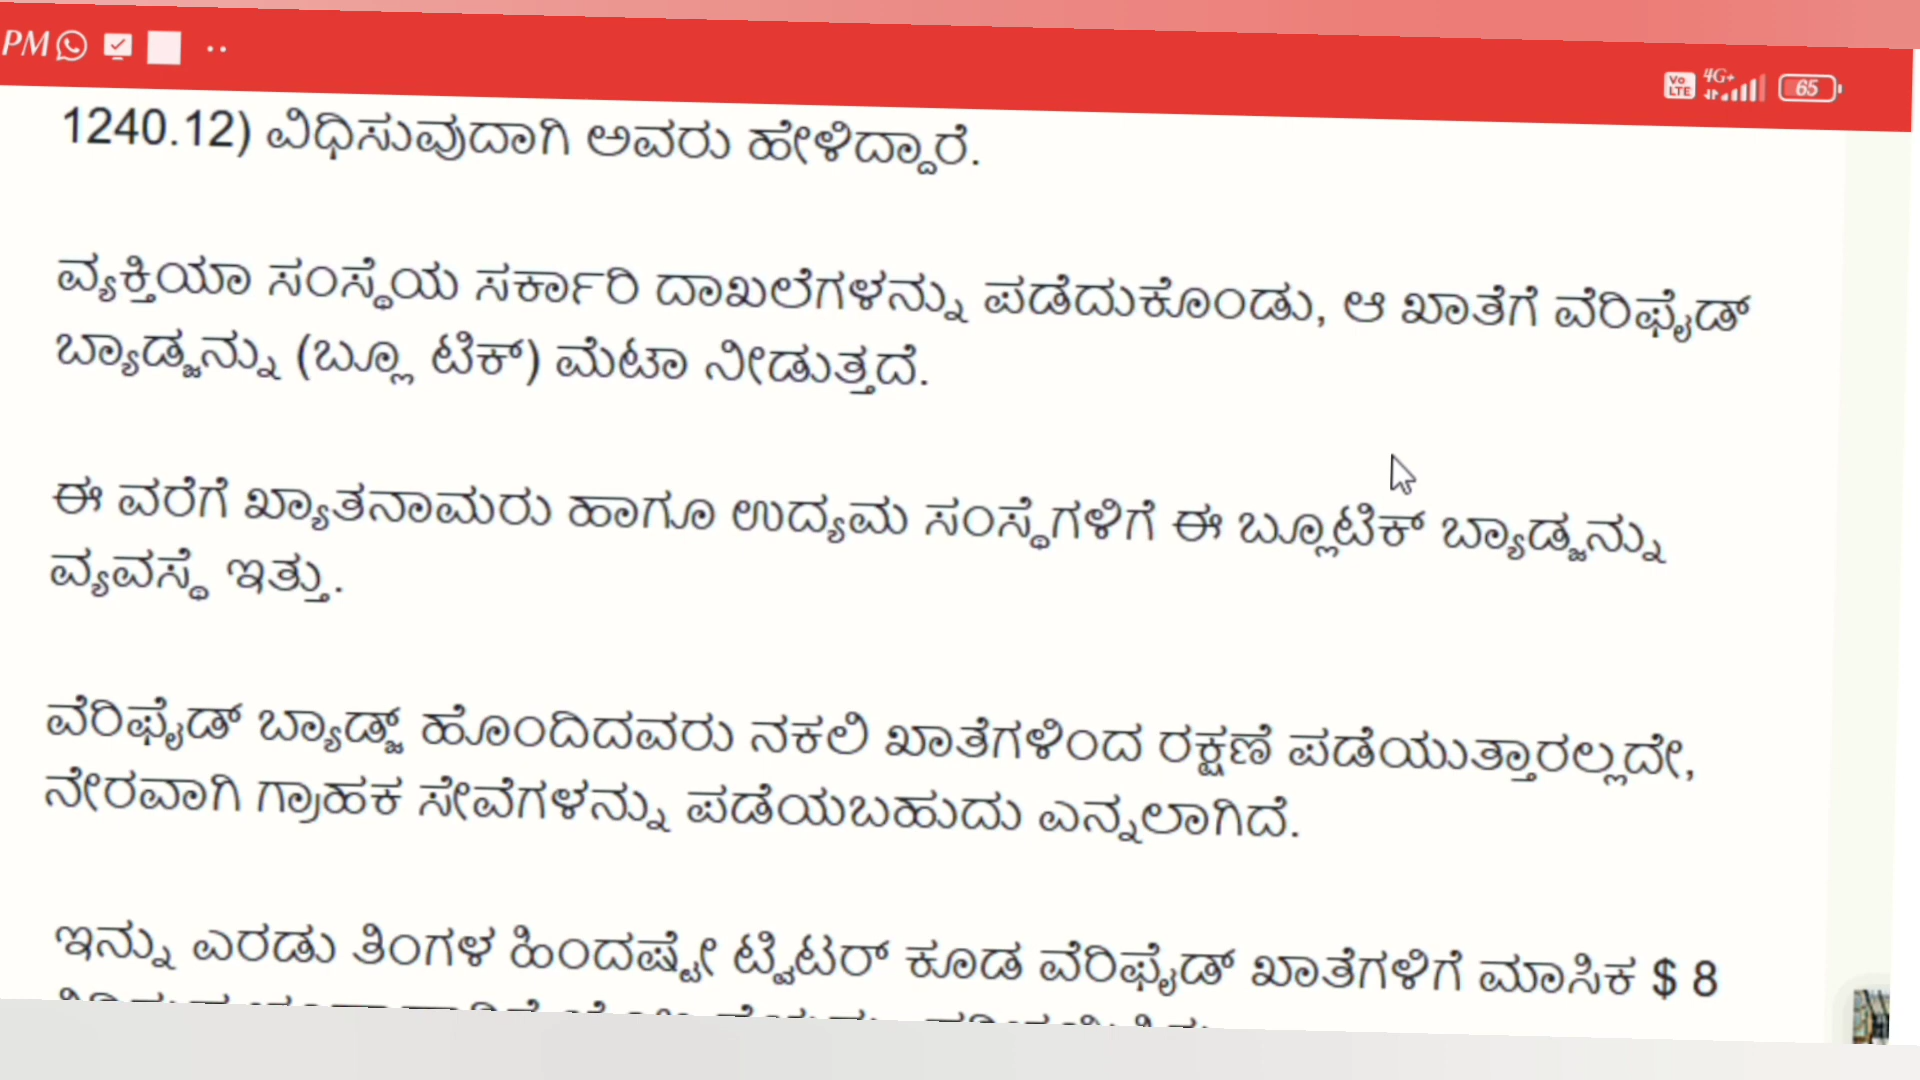 PM
Vo LTE 4G+ 65
1240.12) ವಿಧಿಸುವುದಾಗಿ ಅವರು ಹೇಳಿದ್ದಾರೆ.
ವ್ಯಕ್ತಿಯಾ ಸಂಸ್ಥೆಯ ಸರ್ಕಾರಿ ದಾಖಲೆಗಳನ್ನು ಪಡೆದುಕೊಂಡು, ಆ ಖಾತೆಗೆ ವೆರಿಫೈಡ್
ಬ್ಯಾಡ್ಜನ್ನು (ಬ್ಲೂ ಟಿಕ್) ಮೆಟಾ ನೀಡುತ್ತದೆ.
ಈ ವರೆಗೆ ಖ್ಯಾತನಾಮರು ಹಾಗೂ ಉದ್ಯಮ ಸಂಸ್ಥೆಗಳಿಗೆ ಈ ಬ್ಲೂಟಿಕ್ ಬ್ಯಾಡ್ಜನ್ನು
ವ್ಯವಸ್ಥೆ ಇತ್ತು.
ವೆರಿಫೈಡ್ ಬ್ಯಾಡ್ಜ್ ಹೊಂದಿದವರು ನಕಲಿ ಖಾತೆಗಳಿಂದ ರಕ್ಷಣೆ ಪಡೆಯುತ್ತಾರಲ್ಲದೇ,
ನೇರವಾಗಿ ಗ್ರಾಹಕ ಸೇವೆಗಳನ್ನು ಪಡೆಯಬಹುದು ಎನ್ನಲಾಗಿದೆ.
ಇನ್ನು ಎರಡು ತಿಂಗಳ ಹಿಂದಷ್ಟೇ ಟ್ವಿಟರ್ ಕೂಡ ವೆರಿಫೈಡ್ ಖಾತೆಗಳಿಗೆ ಮಾಸಿಕ $ 8